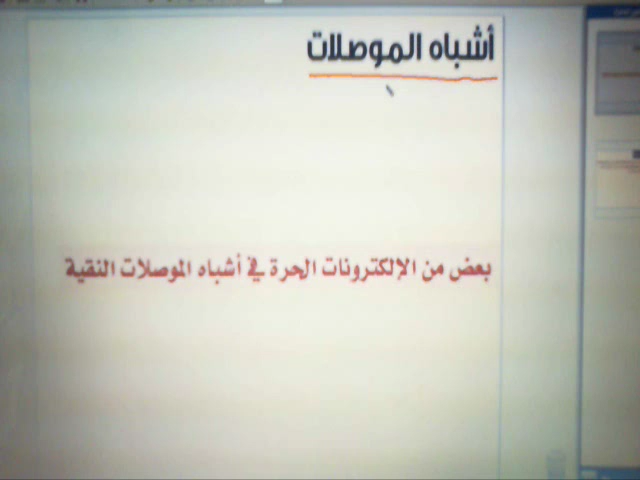 أشباه الموصلات
بعض من الإلكترونات الحرة في أشباه الموصلات النقية